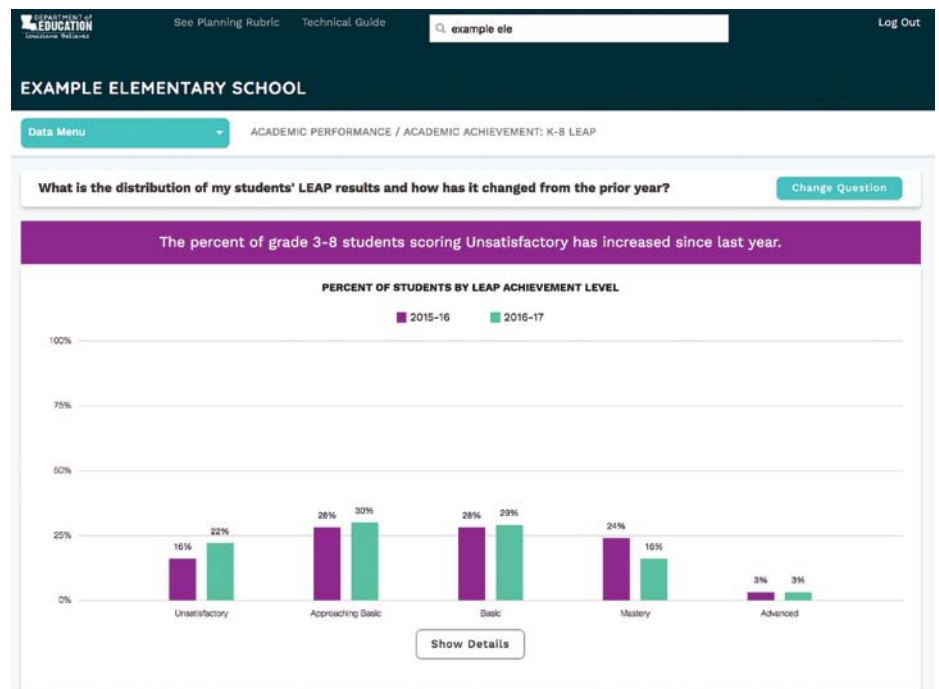 DEPARTMENT of
EDUCATION
Louisiana Believes
See Planning Rubric
Technical Guide
example ele
Log Out
EXAMPLE ELEMENTARY SCHOOL
Data Menu
ACADEMIC PERFORMANCE / ACADEMIC ACHIEVEMENT: K-8 LEAP
What is the distribution of my students' LEAP results and how has it changed from the prior year?
Change Question
The percent of grade 3-8 students scoring Unsatisfactory has increased since last year.
PERCENT OF STUDENTS BY LEAP ACHIEVEMENT LEVEL
2015-16
2016-17
100%
75%
50%
25%
0%
16%
22%
28%
30%
28%
29%
24%
16%
3%
3%
Unsatisfactory
Approaching Basic
Basic
Mastery
Advanced
Show Details